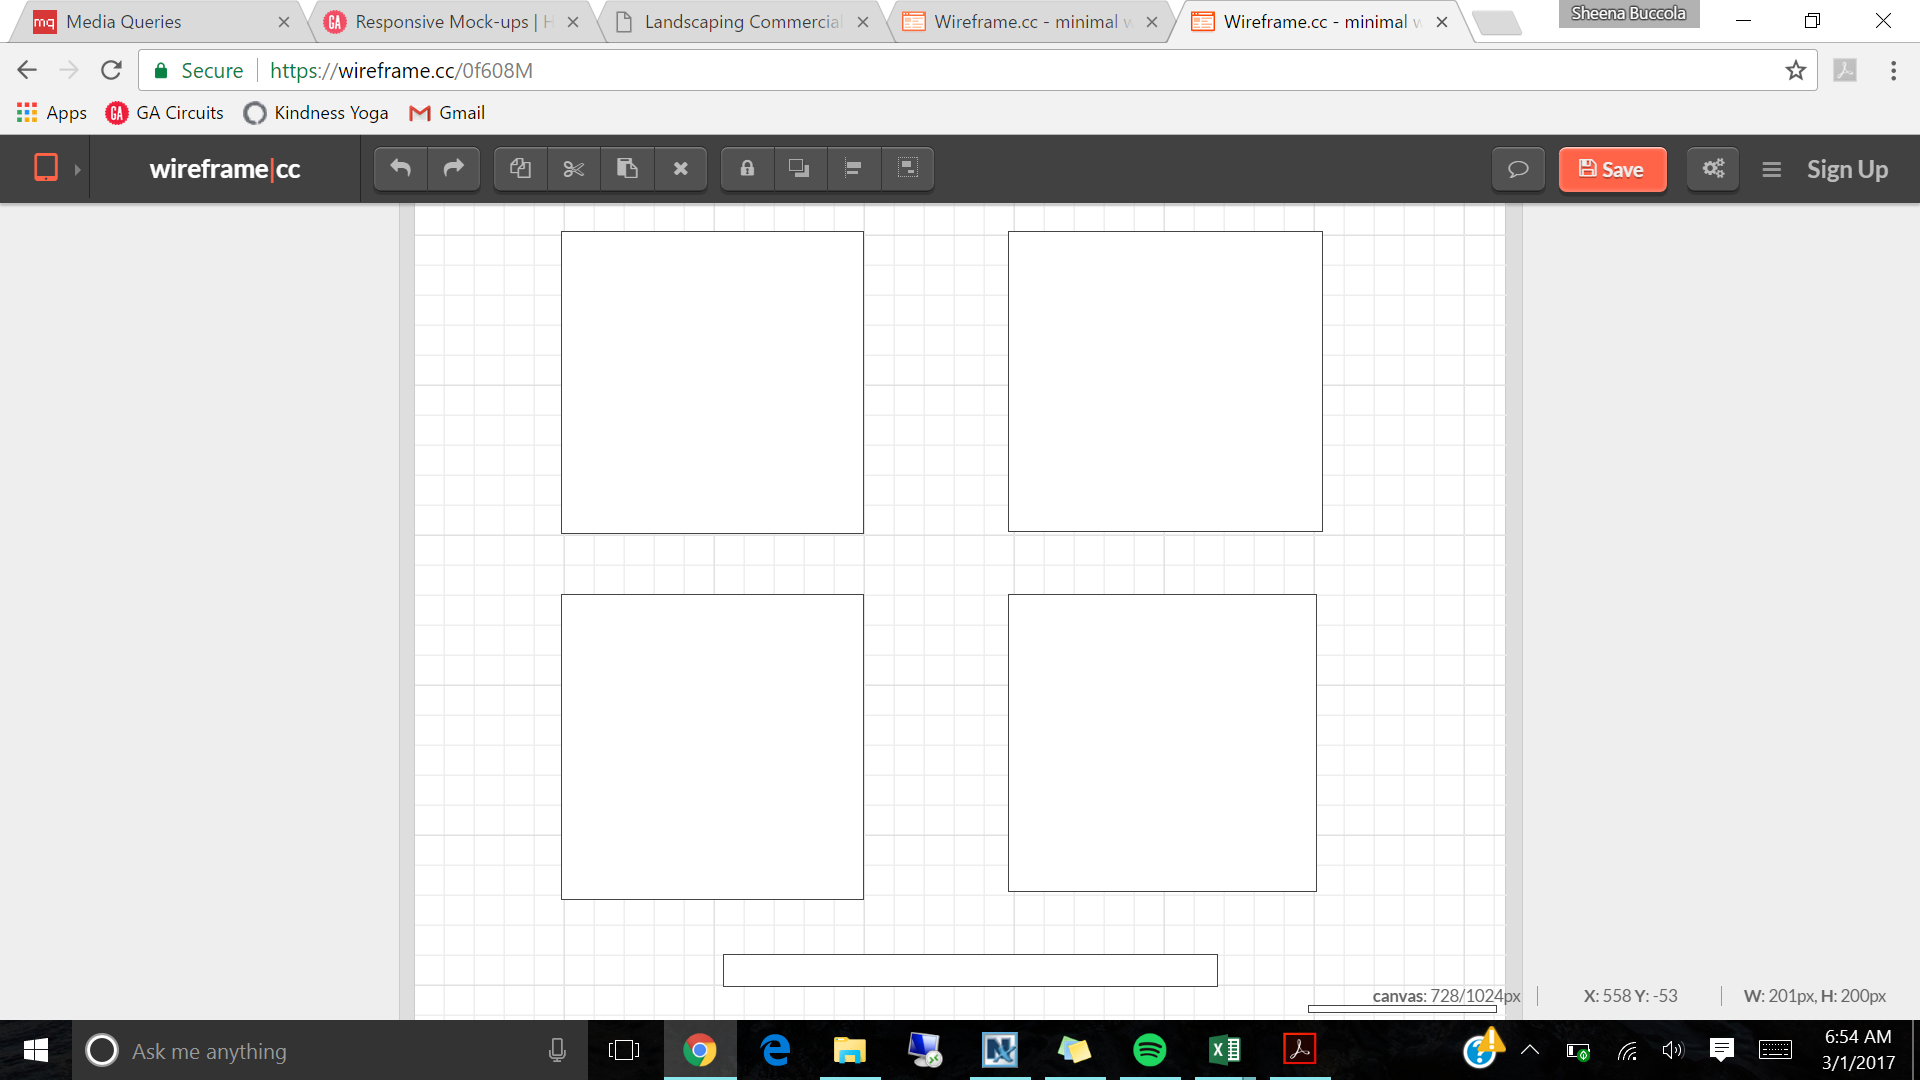 Media Queries
Responsive Mock-ups | H
Landscaping Commercial
Wireframe.cc - minimal w
Wireframe.cc - minimal w
Sheena Buccola
Secure
https://wireframe.cc/0f608M
Apps
GA Circuits
Kindness Yoga
Gmail
wireframe|cc
Save
Sign Up
canvas: 728/1024px
X: 558 Y: -53
W: 201px, H: 200px
Ask me anything
6:54 AM
3/1/2017